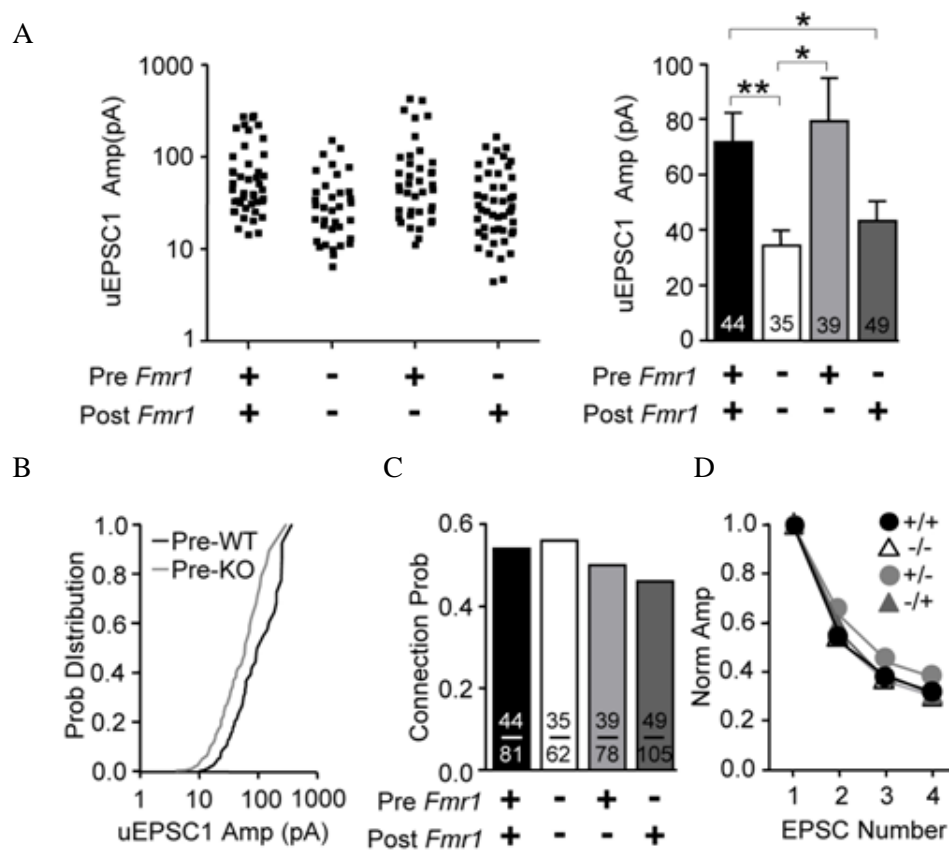 A
1000
100
10
1
uEPSC1 Amp(pA)
Pre Fmr1 + - + -
Post Fmr1 + - - +
*
*
**
100
80
60
40
20
0
uEPSC1 Amp (pA)
44 35 39 49
Pre Fmr1 + - + -
Post Fmr1 + - - +
B
1.0
0.8
0.6
0.4
0.2
0.0
Prob DIstribution
Pre-WT
Pre-KO
1 10 100 1000
uEPSC1 Amp (pA)
C
0.6
0.4
0.2
0.0
Connection Prob
44 35 39 49
81 62 78 105
Pre Fmr1 + - + -
Post Fmr1 + - - +
D
1.0
0.8
0.6
0.4
0.2
0.0
Norm Amp
+/+
-/-
+/-
-/+
1 2 3 4
EPSC Number